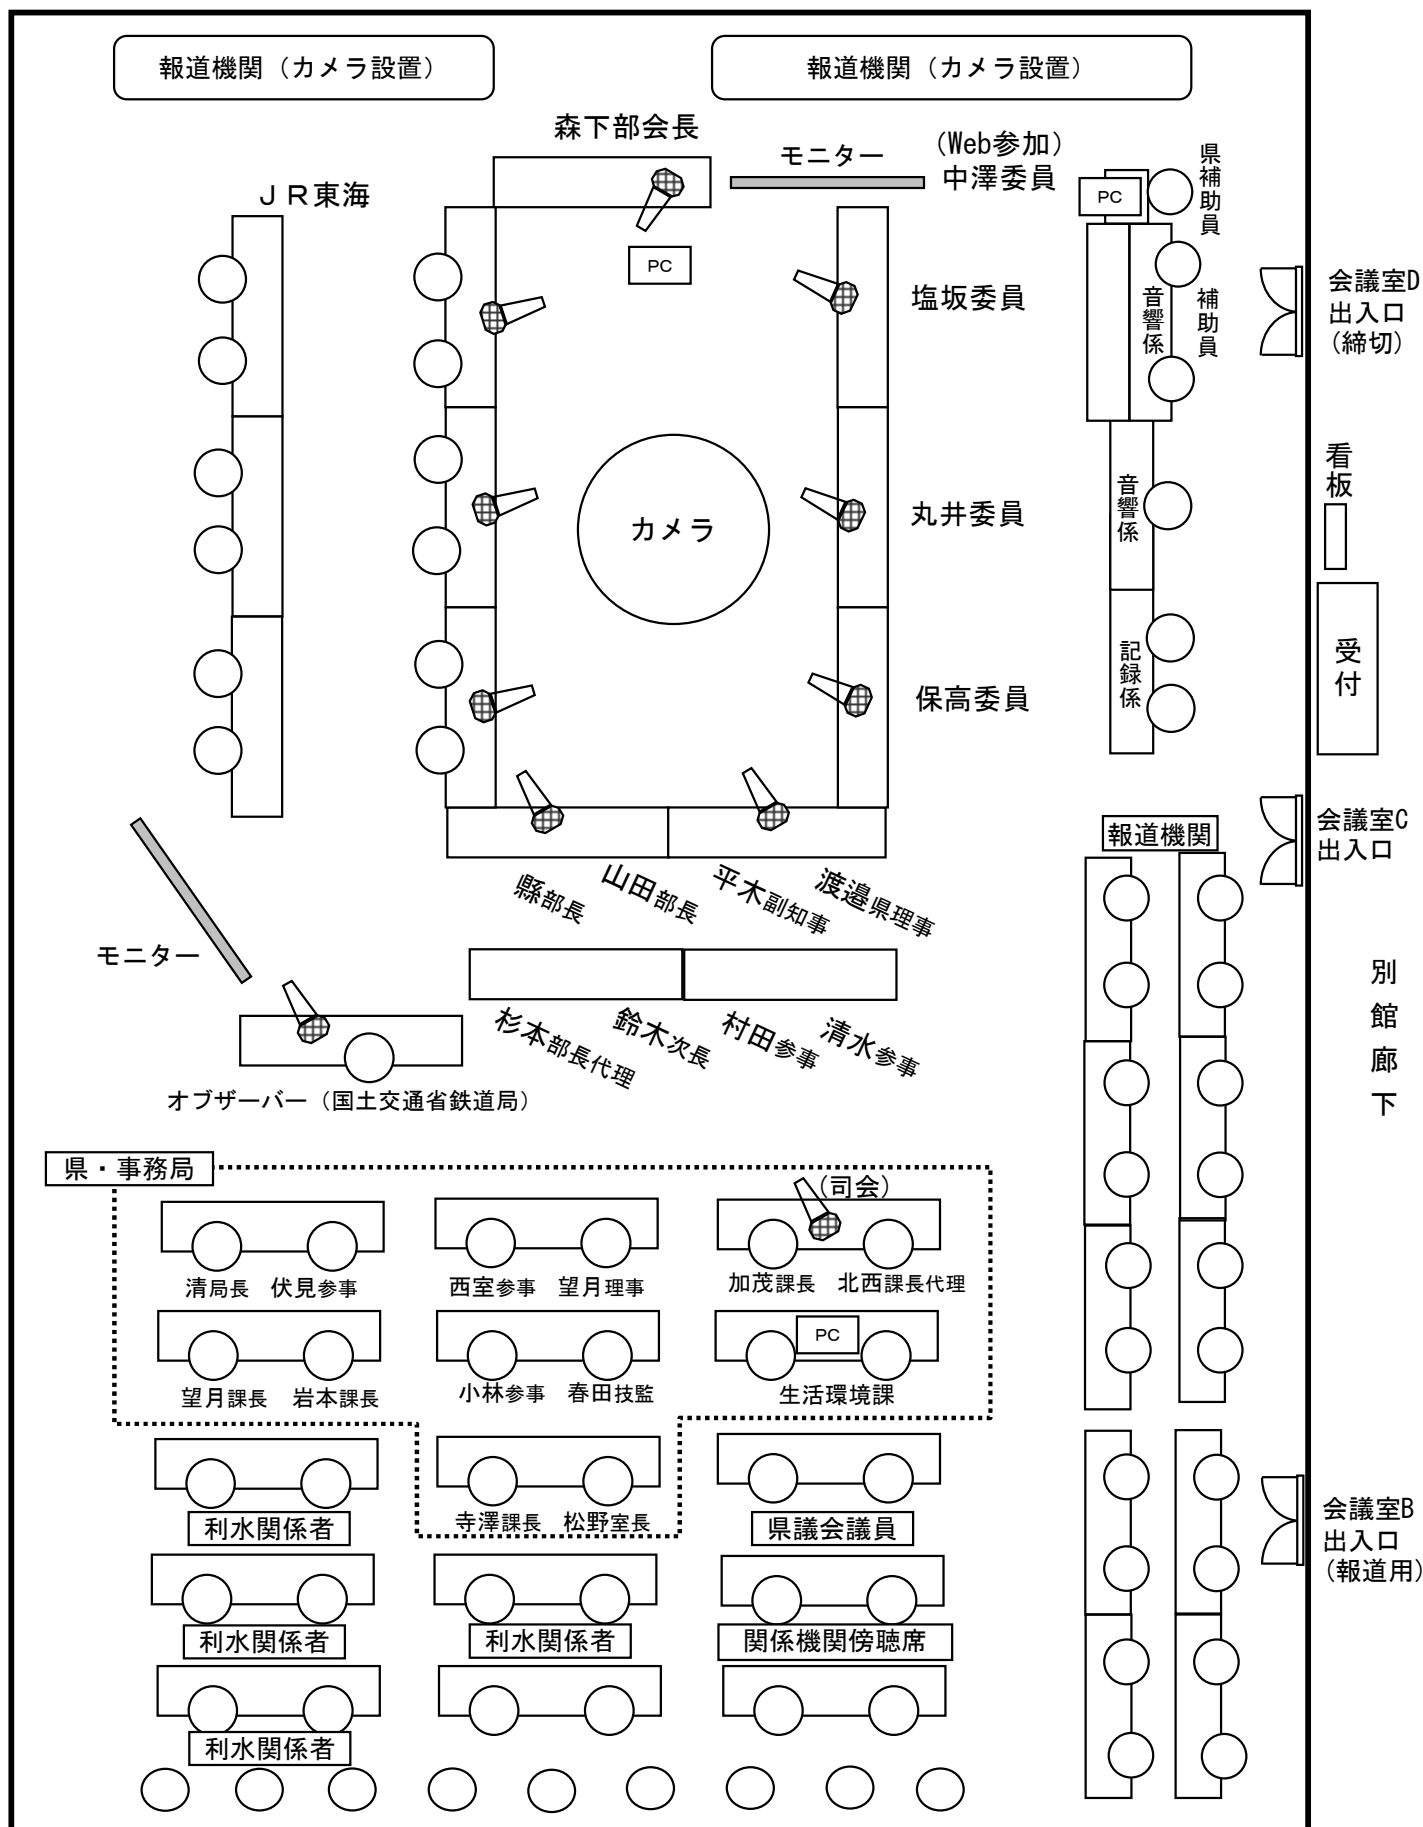 報道機関（カメラ設置）
報道機関（カメラ設置）
森下部会長
モニター
(Web参加)
中澤委員
県補助員
PC
ＪＲ東海
PC
塩坂委員
音響係
補助員
会議室D
出入口
(締切)
カメラ
丸井委員
音響係
看板
保高委員
記録係
受付
縣部長
山田部長
平木副知事
渡邉県理事
報道機関
会議室C
出入口
モニター
杉本部長代理
鈴木次長
村田参事
清水参事
別館廊下
オブザーバー（国土交通省鉄道局）
県・事務局
(司会)
清局長
伏見参事
西室参事
望月理事
加茂課長
北西課長代理
PC
望月課長
岩本課長
小林参事
春田技監
生活環境課
利水関係者
寺澤課長
松野室長
県議会議員
会議室B
出入口
(報道用)
利水関係者
利水関係者
関係機関傍聴席
利水関係者